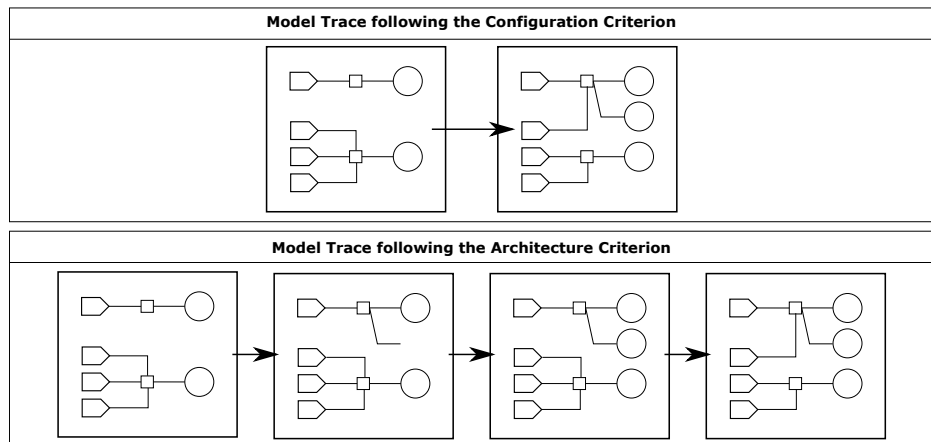 Model Trace following the Configuration Criterion
Model Trace following the Architecture Criterion